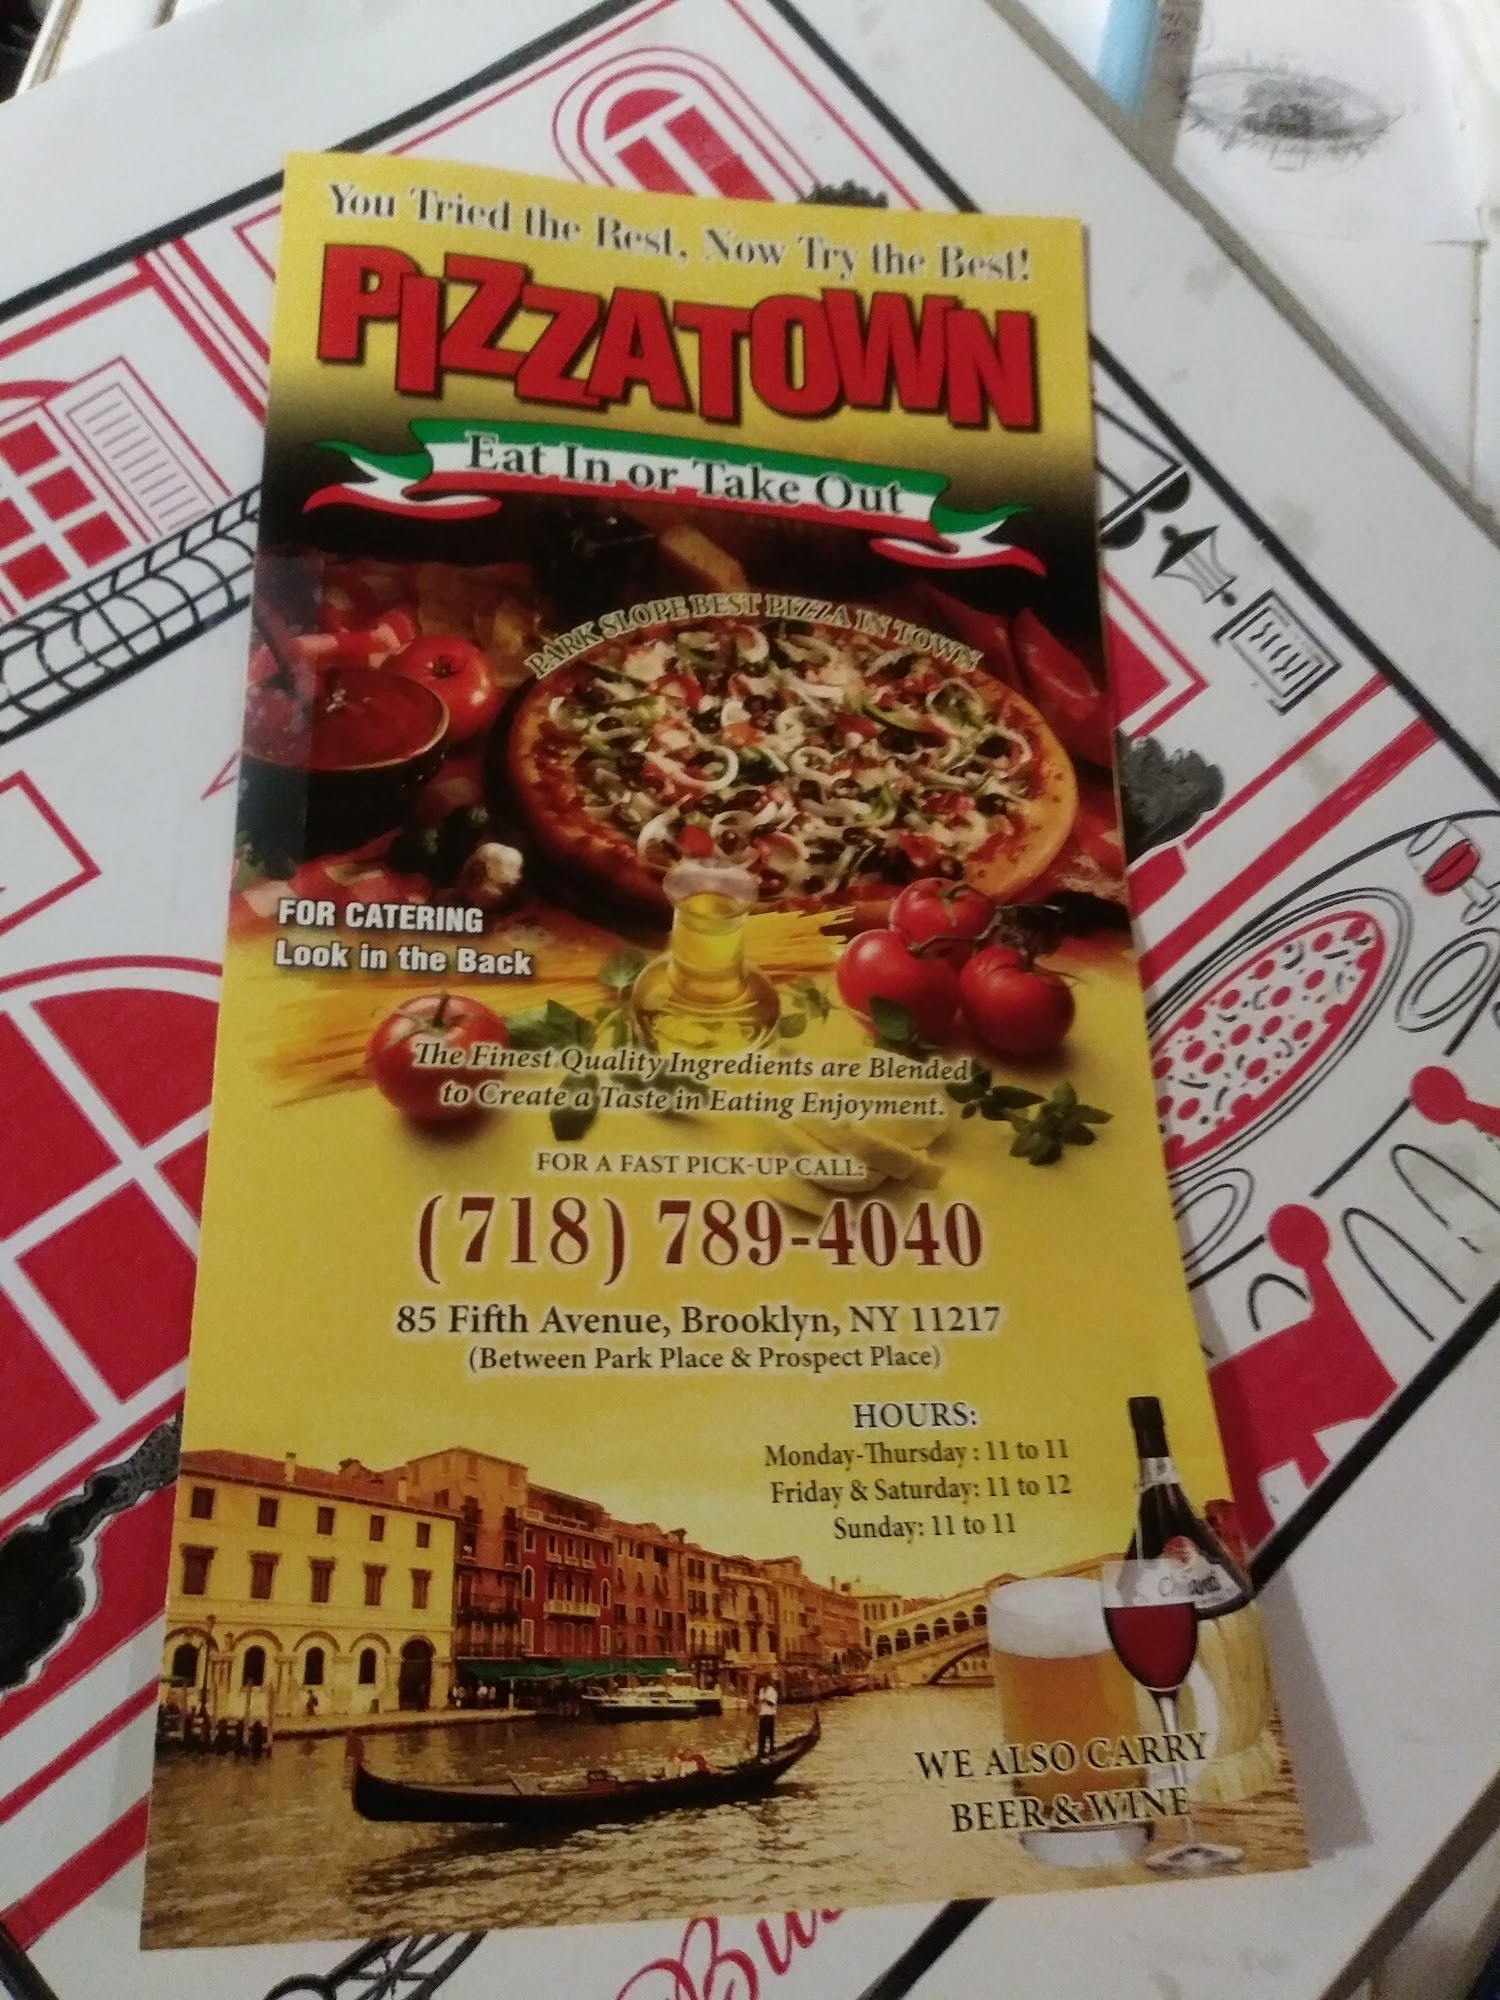 You Tried the Rest, Now Try the Best!
PIZZATOWN
Eat In or Take Out
PARK SLOPE BEST PIZZA IN TOWN
FOR CATERING
Look in the Back
The Finest Quality Ingredients are Blended
to Create a Taste in Eating Enjoyment.
FOR A FAST PICK-UP CALL:
(718) 789-4040
85 Fifth Avenue, Brooklyn, NY 11217
(Between Park Place & Prospect Place)
HOURS:
Monday-Thursday : 11 to 11
Friday & Saturday: 11 to 12
Sunday: 11 to 11
Chianti
WE ALSO CARRY
BEER & WINE